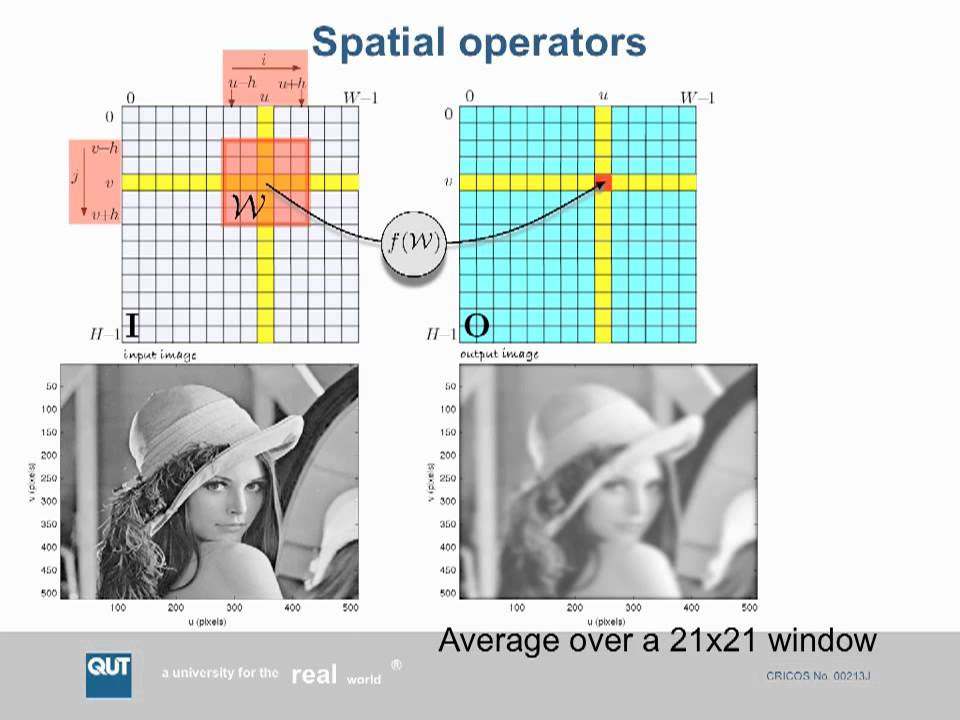 Spatial operators
i
u–h u+h
0 u W–1
0 u W–1
0
0
v–h
j
v
v
v+h
W
f(W)
H–1 I
H–1 O
input image
output image
50
100
150
200
250
300
350
400
450
500
v (pixels)
100 200 300 400 500
u (pixels)
50
100
150
200
250
300
350
400
450
500
v (pixels)
100 200 300 400 500
u (pixels)
Average over a 21x21 window
QUT
a university for the real world ®
CRICOS No. 00213J